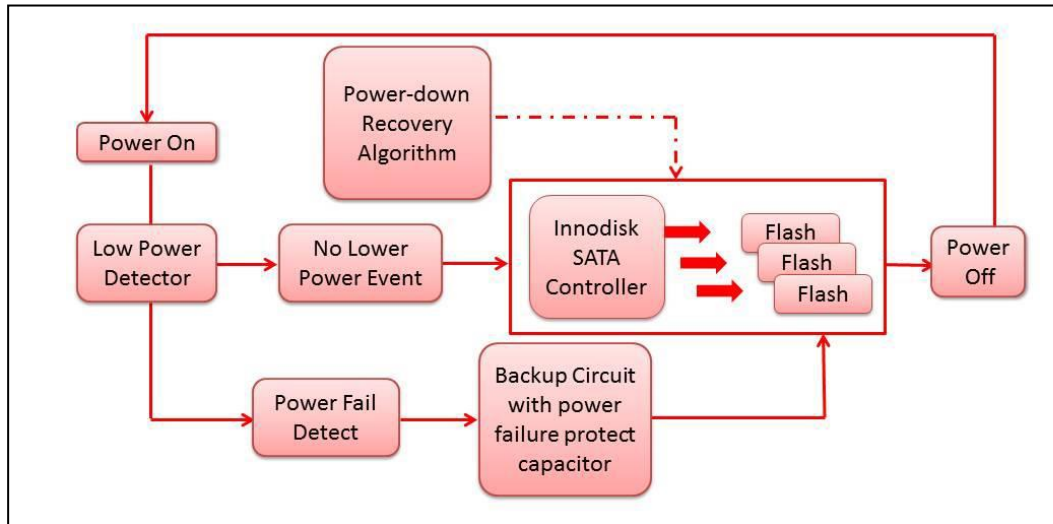 Power-down
Recovery
Algorithm
Power On
Low Power
Detector
No Lower
Power Event
Innodisk
SATA
Controller
Flash
Flash
Flash
Power
Off
Power Fail
Detect
Backup Circuit
with power
failure protect
capacitor